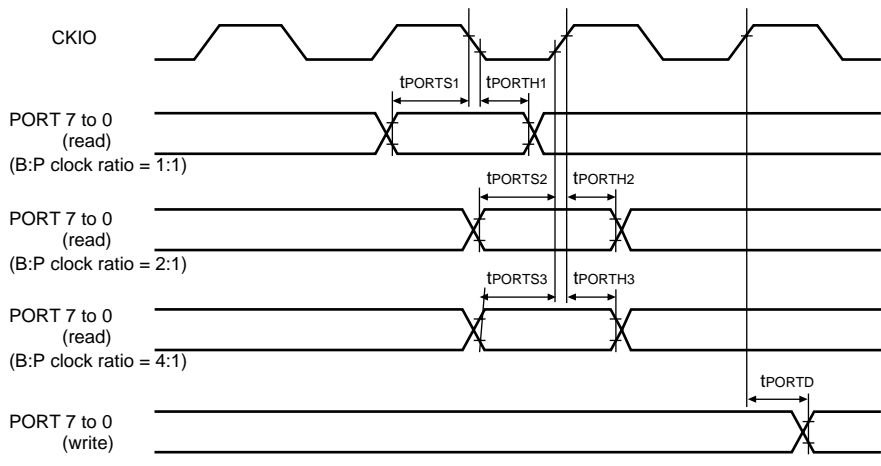 CKIO
tPORTS1 tPORTH1
PORT 7 to 0
(read)
(B:P clock ratio = 1:1)
tPORTS2 tPORTH2
PORT 7 to 0
(read)
(B:P clock ratio = 2:1)
tPORTS3 tPORTH3
PORT 7 to 0
(read)
(B:P clock ratio = 4:1)
tPORTD
PORT 7 to 0
(write)